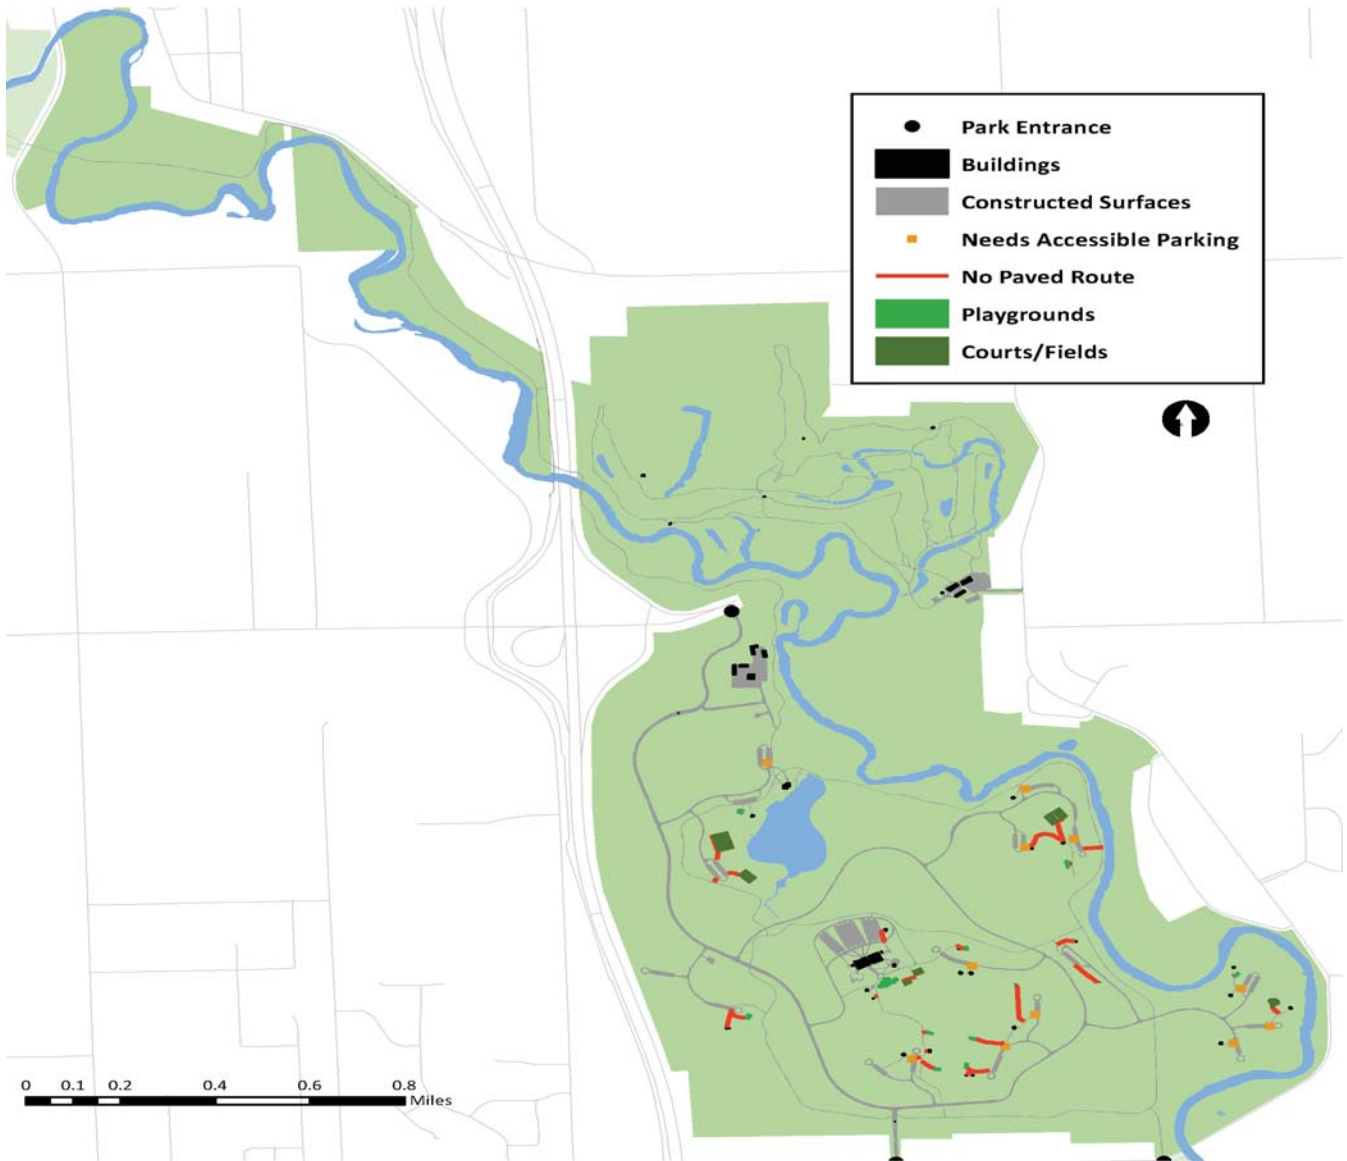 Park Entrance
Buildings
Constructed Surfaces
Needs Accessible Parking
No Paved Route
Playgrounds
Courts/Fields
0 0.1 0.2 0.4 0.6 0.8
Miles